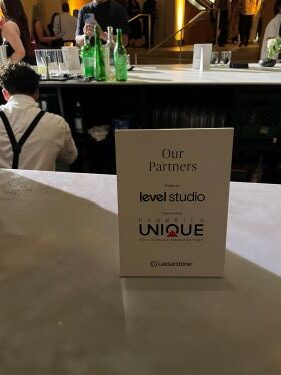 Our
Partners
level studio
FABBRICA
UNIQUE
caesarstone